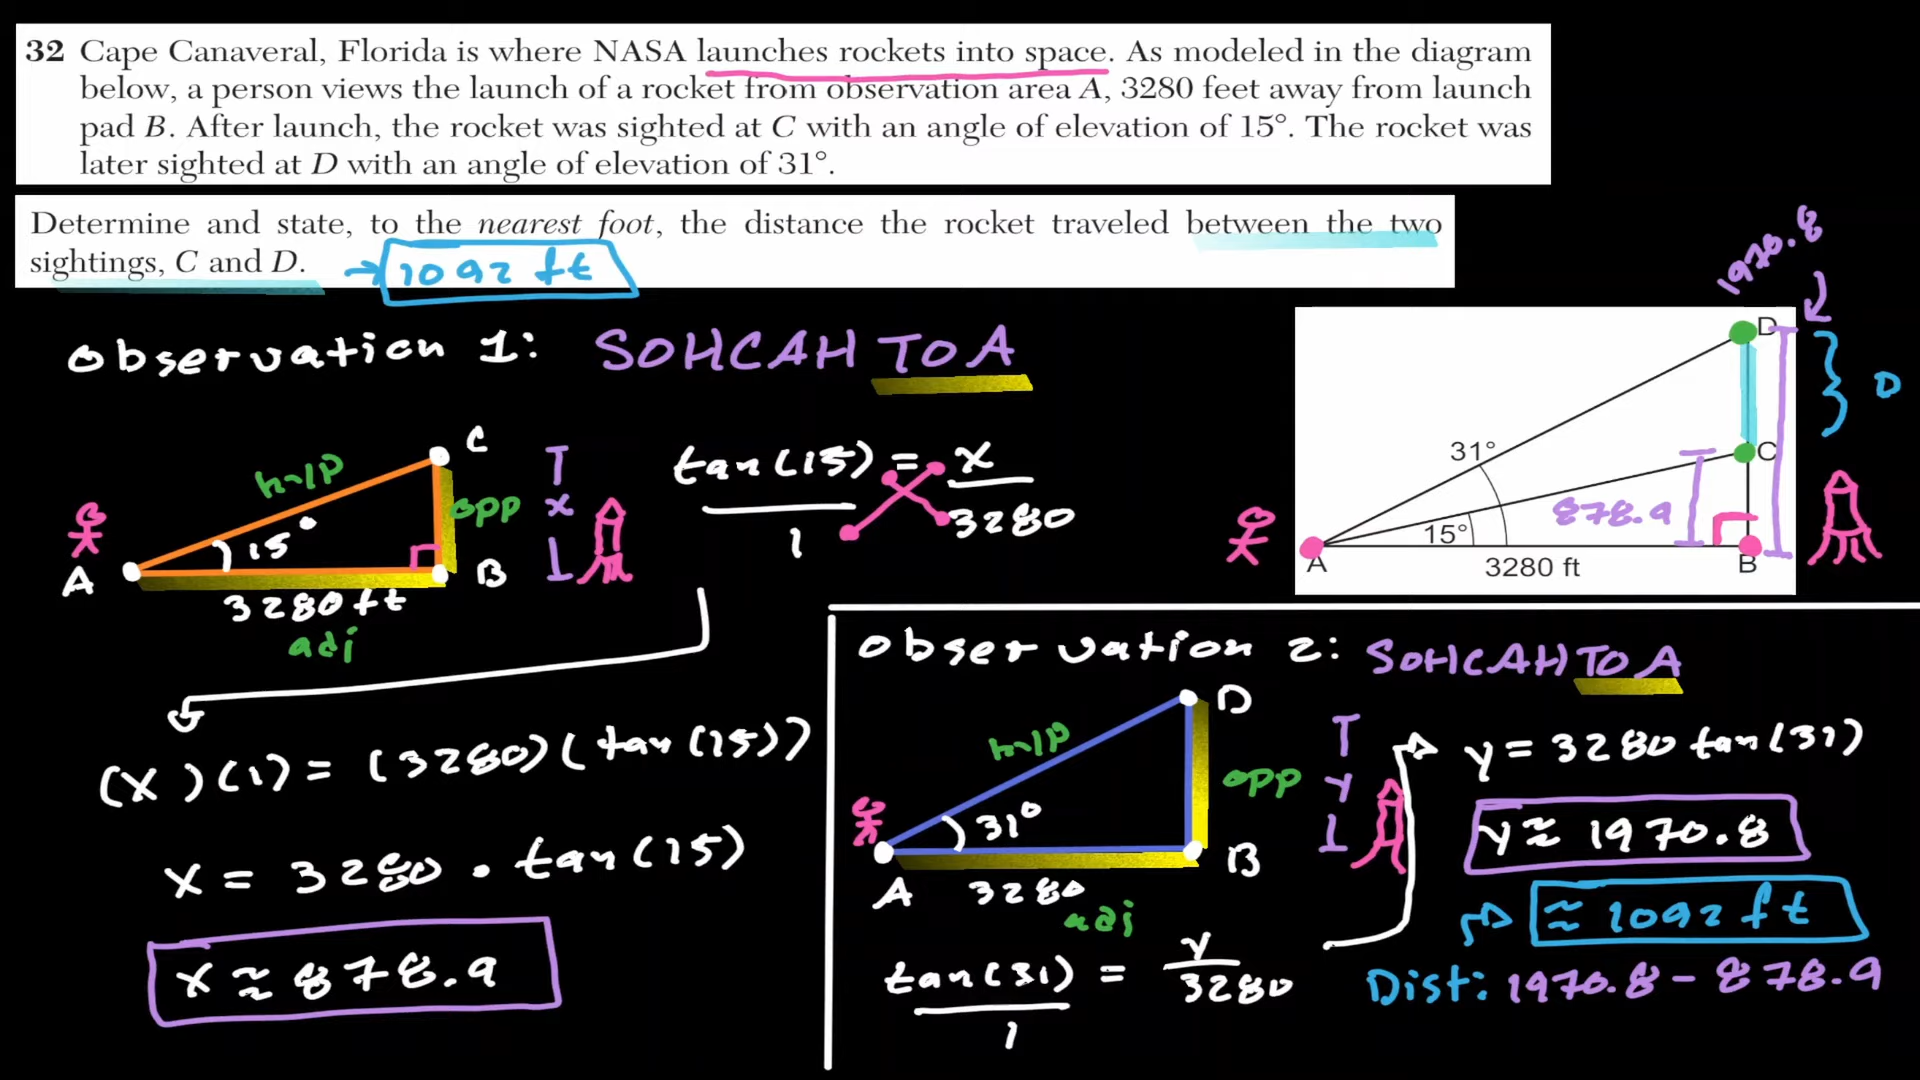 32 Cape Canaveral, Florida is where NASA launches rockets into space. As modeled in the diagram
below, a person views the launch of a rocket from observation area A, 3280 feet away from launch
pad B. After launch, the rocket was sighted at C with an angle of elevation of 15°. The rocket was
later sighted at D with an angle of elevation of 31°.
Determine and state, to the nearest foot, the distance the rocket traveled between the two
sightings, C and D.
1092 ft
1970.8
D
C
31°
15°
878.9
3280 ft
A
B
D
observation 1: SOHCAH TOA
C
hyp
opp
x
15°
A
B
3280 ft
adj
tan(15) = x
1 3280
(x)(1) = (3280)(tan(15))
x = 3280 · tan(15)
x ≈ 878.9
observation 2: SOHCAH TOA
D
hyp
opp
y
31°
A
B
3280
adj
tan(31) = y
1 3280
y = 3280 tan(31)
y ≈ 1970.8
≈ 1092 ft
Dist: 1970.8 - 878.9